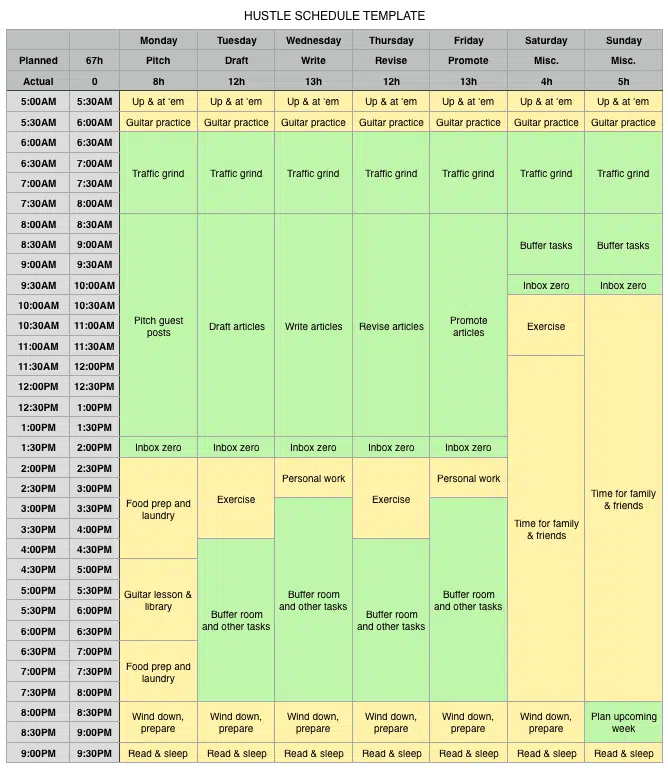 HUSTLE SCHEDULE TEMPLATE
Monday Tuesday Wednesday Thursday Friday Saturday Sunday
Planned 67h Pitch Draft Write Revise Promote Misc. Misc.
Actual 0 8h 12h 13h 12h 13h 4h 5h
5:00AM 5:30AM Up & at ‘em Up & at ‘em Up & at ‘em Up & at ‘em Up & at ‘em Up & at ‘em Up & at ‘em
5:30AM 6:00AM Guitar practice Guitar practice Guitar practice Guitar practice Guitar practice Guitar practice Guitar practice
6:00AM 6:30AM
6:30AM 7:00AM
Traffic grind Traffic grind Traffic grind Traffic grind Traffic grind Traffic grind Traffic grind
7:00AM 7:30AM
7:30AM 8:00AM
8:00AM 8:30AM
8:30AM 9:00AM Buffer tasks Buffer tasks
9:00AM 9:30AM
9:30AM 10:00AM Inbox zero Inbox zero
10:00AM 10:30AM
10:30AM 11:00AM Pitch guest posts Draft articles Write articles Revise articles Promote articles Exercise
11:00AM 11:30AM
11:30AM 12:00PM
12:00PM 12:30PM
12:30PM 1:00PM
1:00PM 1:30PM
1:30PM 2:00PM Inbox zero Inbox zero Inbox zero Inbox zero Inbox zero
2:00PM 2:30PM
Personal work Personal work
2:30PM 3:00PM
Exercise Exercise Time for family & friends
3:00PM 3:30PM Food prep and laundry
3:30PM 4:00PM Time for family & friends
4:00PM 4:30PM
4:30PM 5:00PM
5:00PM 5:30PM Guitar lesson & library Buffer room and other tasks Buffer room and other tasks
5:30PM 6:00PM Buffer room and other tasks Buffer room and other tasks
6:00PM 6:30PM
6:30PM 7:00PM
7:00PM 7:30PM Food prep and laundry
7:30PM 8:00PM
8:00PM 8:30PM Wind down, Wind down, Wind down, Wind down, Wind down, Wind down, Plan upcoming
8:30PM 9:00PM prepare prepare prepare prepare prepare prepare week
9:00PM 9:30PM Read & sleep Read & sleep Read & sleep Read & sleep Read & sleep Read & sleep Read & sleep